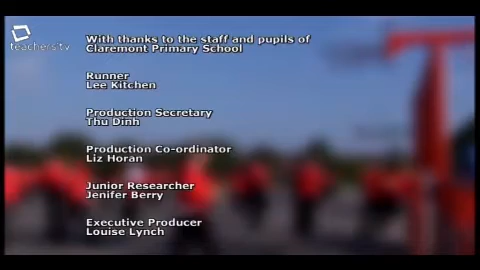 teachers tv
With thanks to the staff and pupils of
Claremont Primary School
Runner
Lee Kitchen
Production Secretary
Thu Dinh
Production Co-ordinator
Liz Horan
Junior Researcher
Jenifer Berry
Executive Producer
Louise Lynch